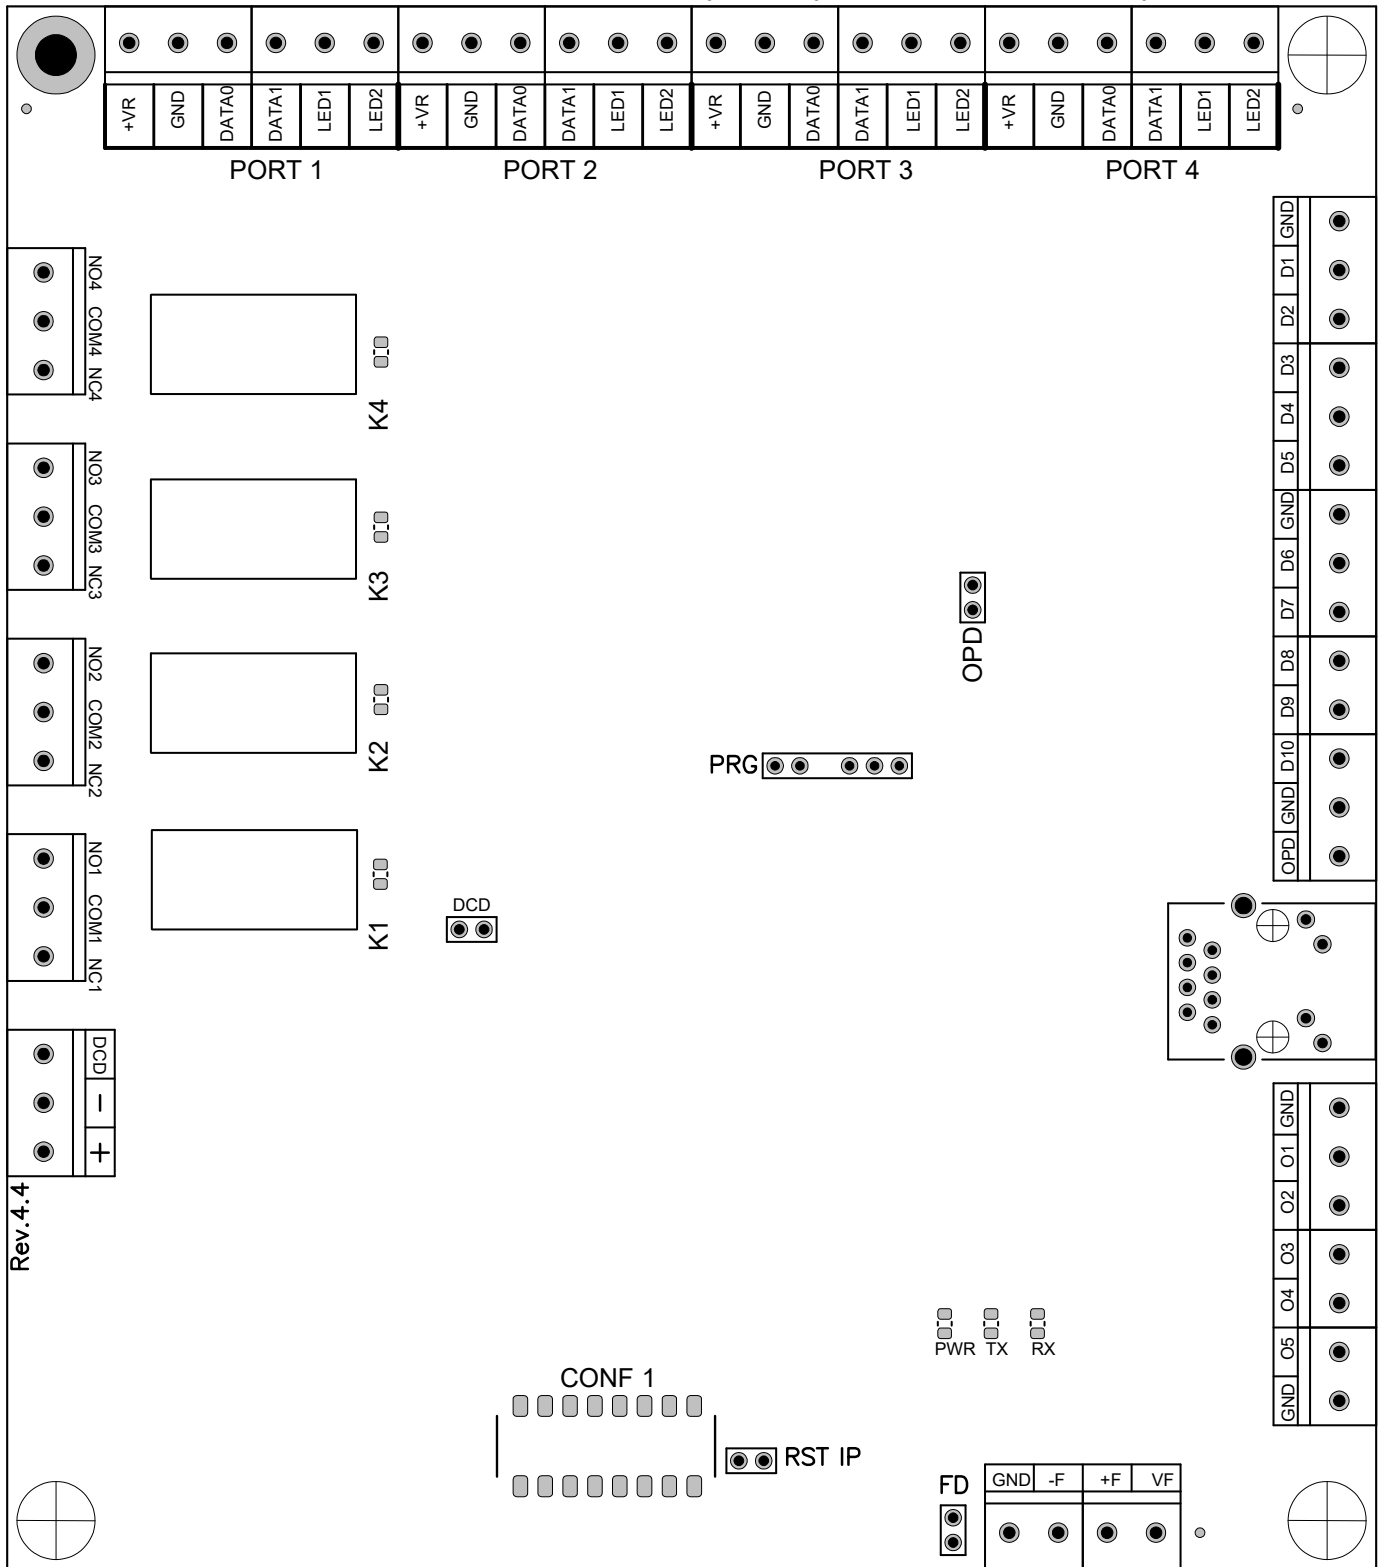 +VR GND DATA0 DATA1 LED1 LED2 +VR GND DATA0 DATA1 LED1 LED2 +VR GND DATA0 DATA1 LED1 LED2 +VR GND DATA0 DATA1 LED1 LED2
PORT 1 PORT 2 PORT 3 PORT 4
NO4 COM4 NC4
K4
NO3 COM3 NC3
K3
NO2 COM2 NC2
K2
NO1 COM1 NC1
K1
DCD
DCD - +
Rev.4.4
OPD
PRG
GND
D1
D2
D3
D4
D5
GND
D6
D7
D8
D9
D10
GND
OPD
GND
O1
O2
O3
O4
O5
GND
PWR TX RX
CONF 1
RST IP
FD
GND -F +F VF